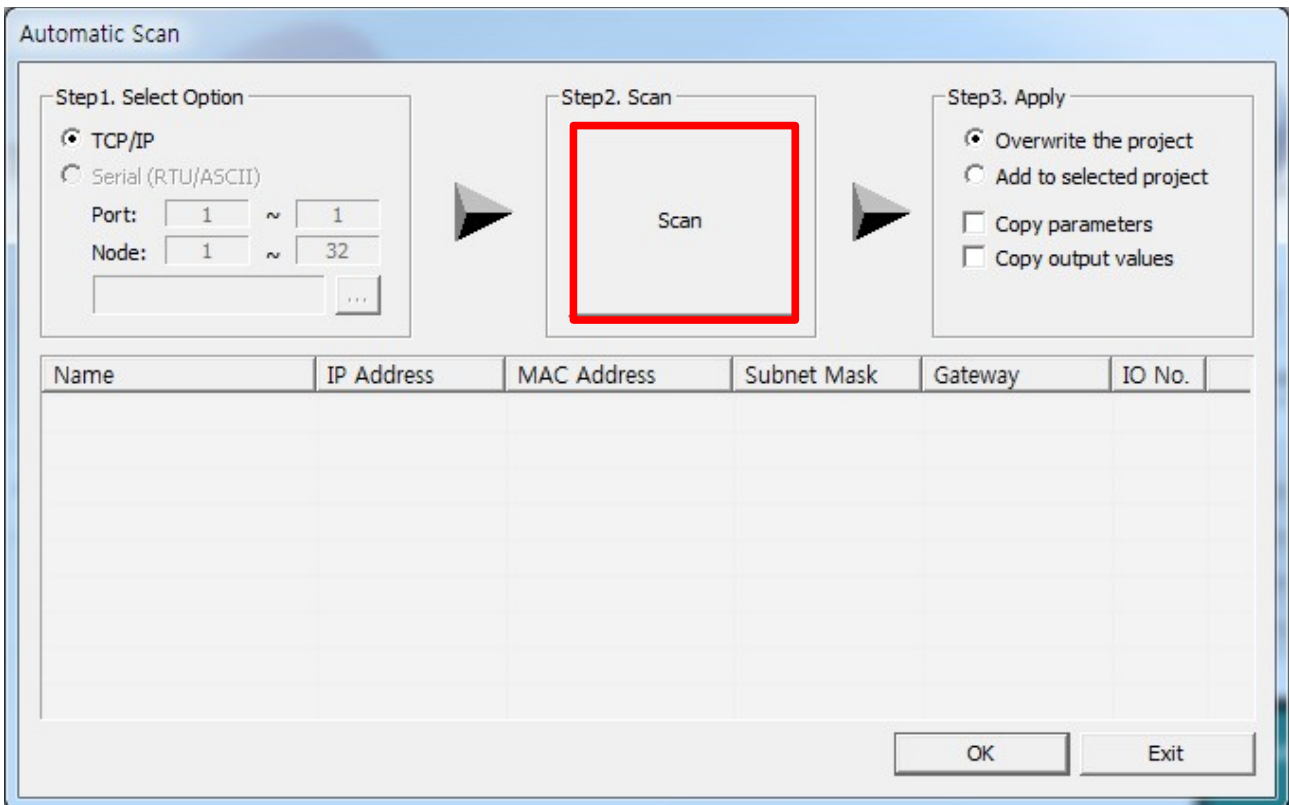 Automatic Scan
Step1. Select Option
TCP/IP
Serial (RTU/ASCII)
Port: 1 ~ 1
Node: 1 ~ 32
...
Step2. Scan
Scan
Step3. Apply
Overwrite the project
Add to selected project
Copy parameters
Copy output values
Name IP Address MAC Address Subnet Mask Gateway IO No.
OK Exit